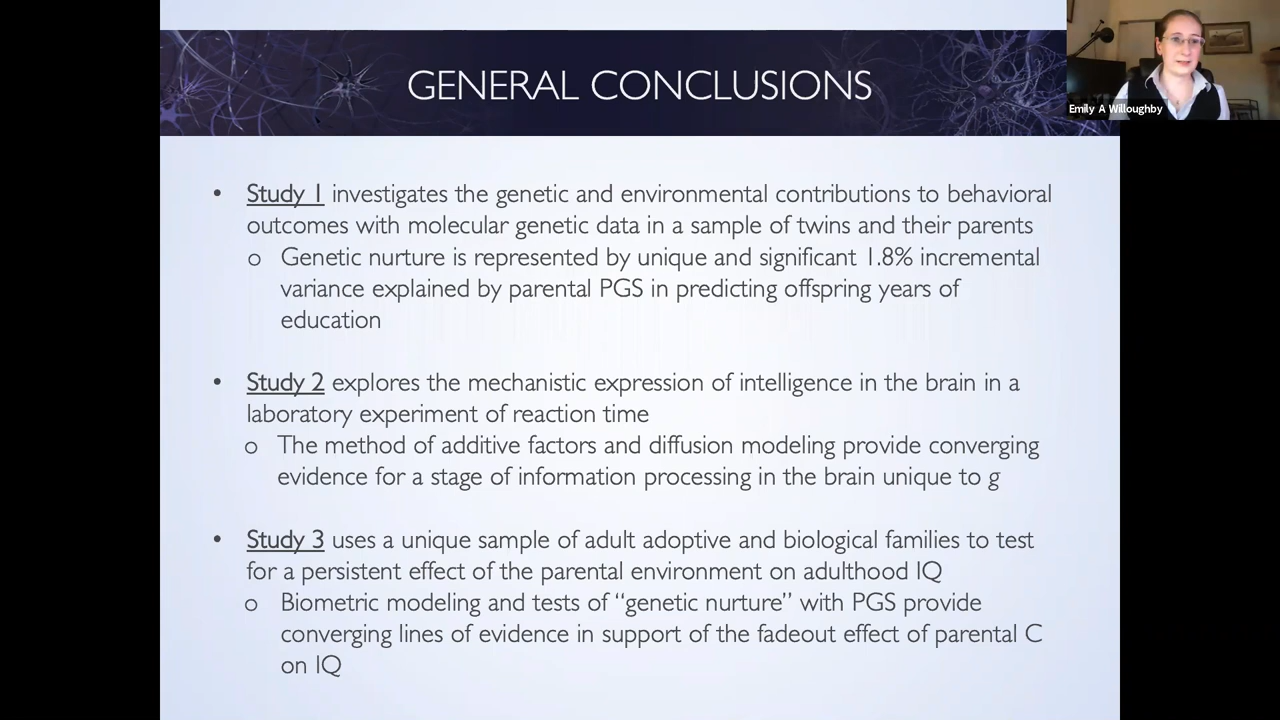 GENERAL CONCLUSIONS
Emily A Willoughby
• Study 1 investigates the genetic and environmental contributions to behavioral
outcomes with molecular genetic data in a sample of twins and their parents
o Genetic nurture is represented by unique and significant 1.8% incremental
variance explained by parental PGS in predicting offspring years of
education
• Study 2 explores the mechanistic expression of intelligence in the brain in a
laboratory experiment of reaction time
o The method of additive factors and diffusion modeling provide converging
evidence for a stage of information processing in the brain unique to g
• Study 3 uses a unique sample of adult adoptive and biological families to test
for a persistent effect of the parental environment on adulthood IQ
o Biometric modeling and tests of “genetic nurture” with PGS provide
converging lines of evidence in support of the fadeout effect of parental C
on IQ